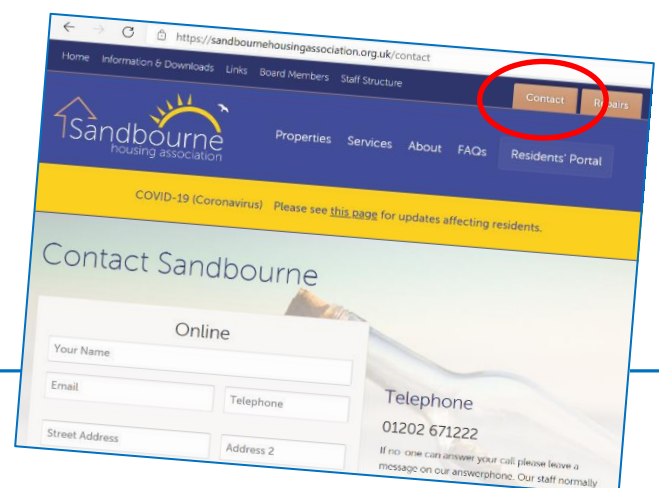 https://sandbournehousingassociation.org.uk/contact
Home Information & Downloads Links Board Members Staff Structure
Contact Repairs
Sandbourne
housing association
Properties Services About FAQs Residents' Portal
COVID-19 (Coronavirus) Please see this page for updates affecting residents.
Contact Sandbourne
Online
Your Name
Email
Telephone
Street Address
Address 2
Telephone
01202 671222
If no one can answer your call please leave a
message on our answerphone. Our staff normally